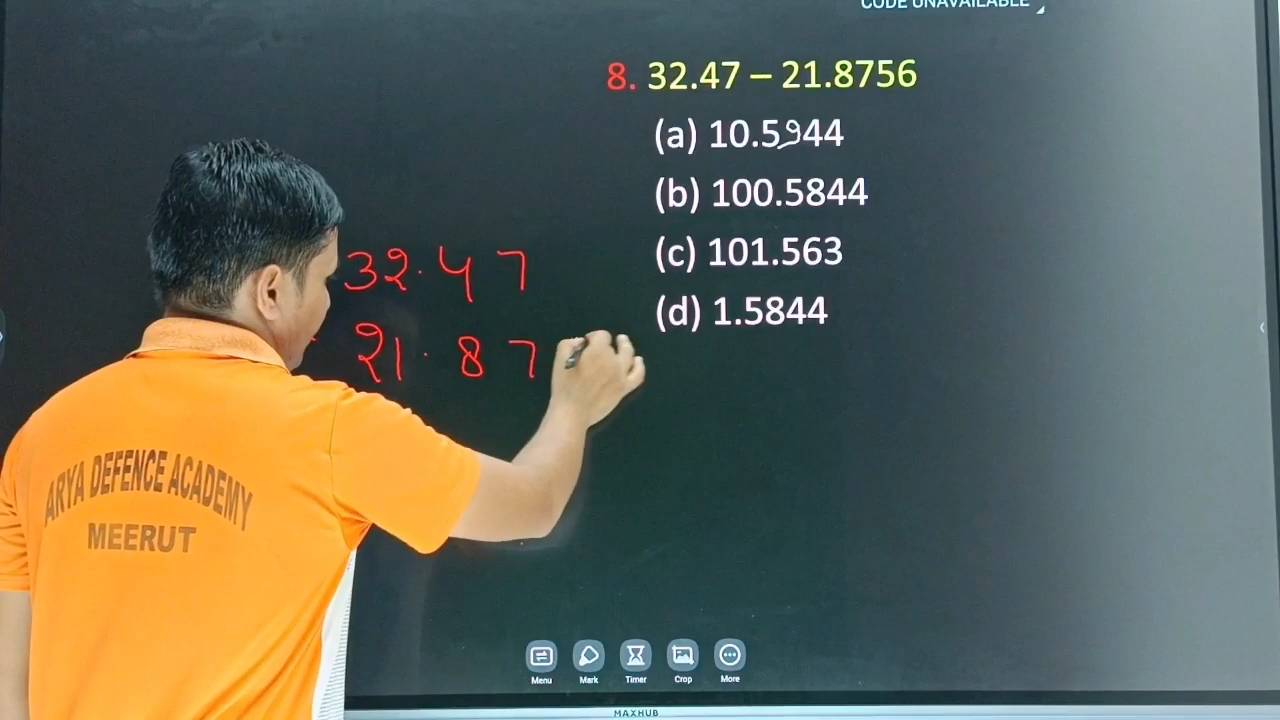 CODE UNAVAILABLE
8. 32.47 – 21.8756
(a) 10.5944
(b) 100.5844
(c) 101.563
(d) 1.5844
32.47
21.87
ARYA DEFENCE ACADEMY
MEERUT
Menu Mark Timer Crop More
MAXHUB